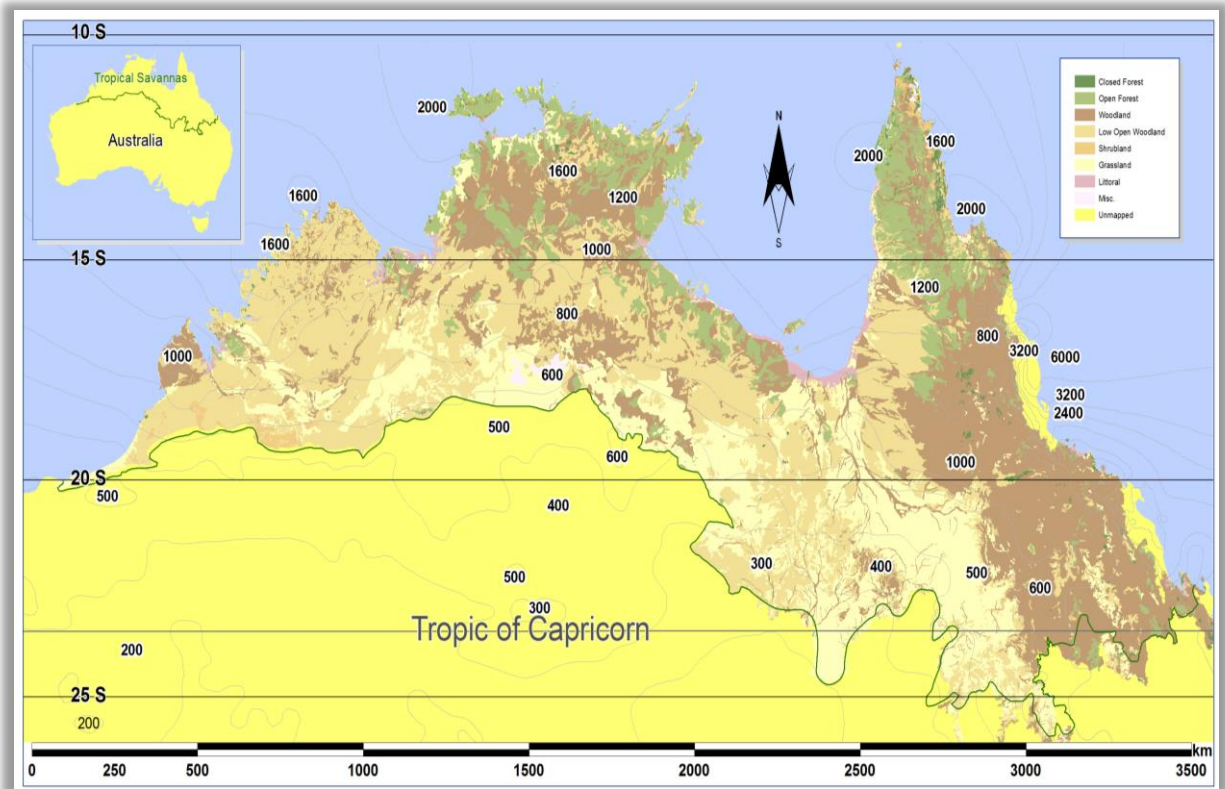 10 S
Tropical Savannas
Australia
Closed Forest
Open Forest
Woodland
Low Open Woodland
Shrubland
Grassland
Littoral
Misc.
Unmapped
2000
N
S
2000
1600
1600
1200
1600
2000
1600
1000
15 S
1200
800
800
1000
3200
6000
600
3200
2400
500
600
1000
20 S
500
400
300
400
500
500
600
300
Tropic of Capricorn
200
25 S
200
km
0
250
500
1000
1500
2000
2500
3000
3500